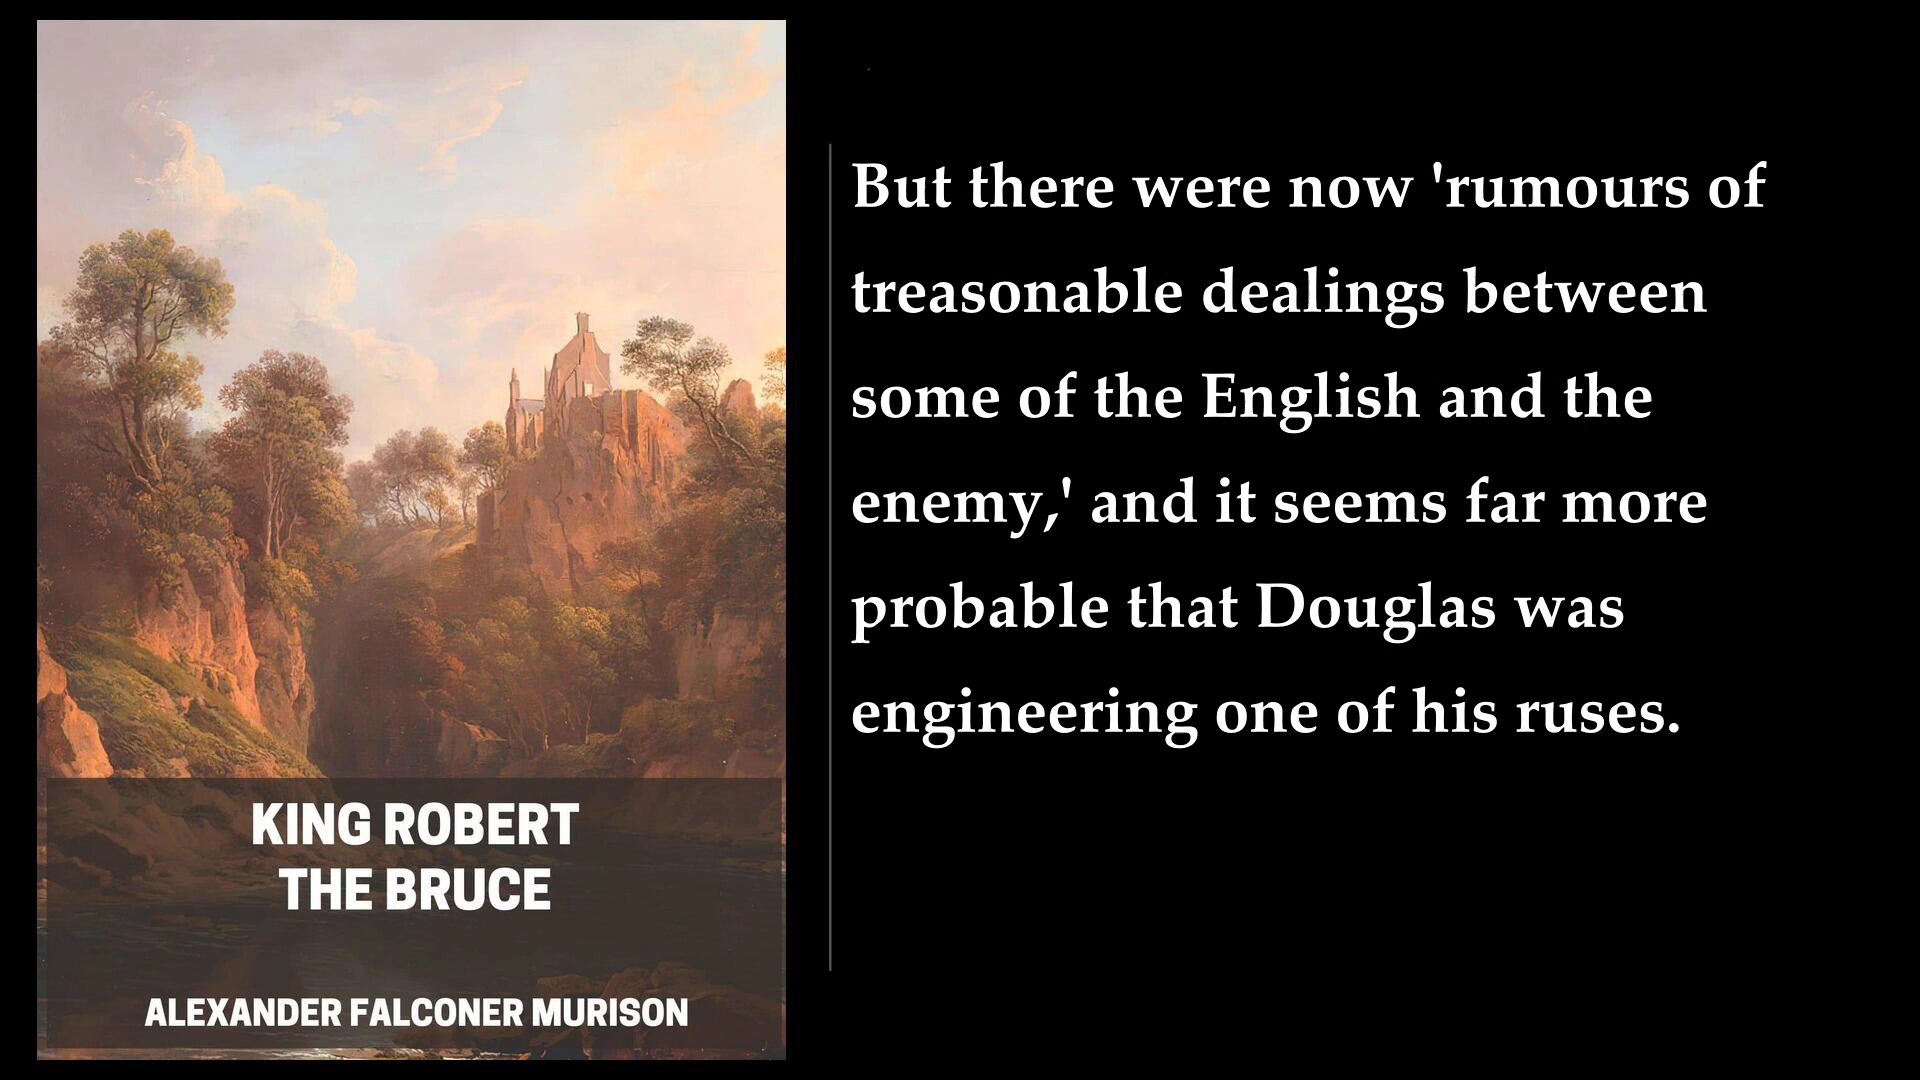 KING ROBERT
THE BRUCE
ALEXANDER FALCONER MURISON
But there were now 'rumours of
treasonable dealings between
some of the English and the
enemy,' and it seems far more
probable that Douglas was
engineering one of his ruses.